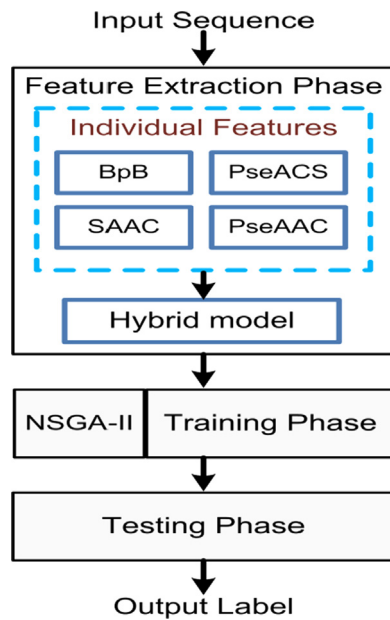 Input Sequence
Feature Extraction Phase
Individual Features
BpB PseACS
SAAC PseAAC
Hybrid model
NSGA-II Training Phase
Testing Phase
Output Label